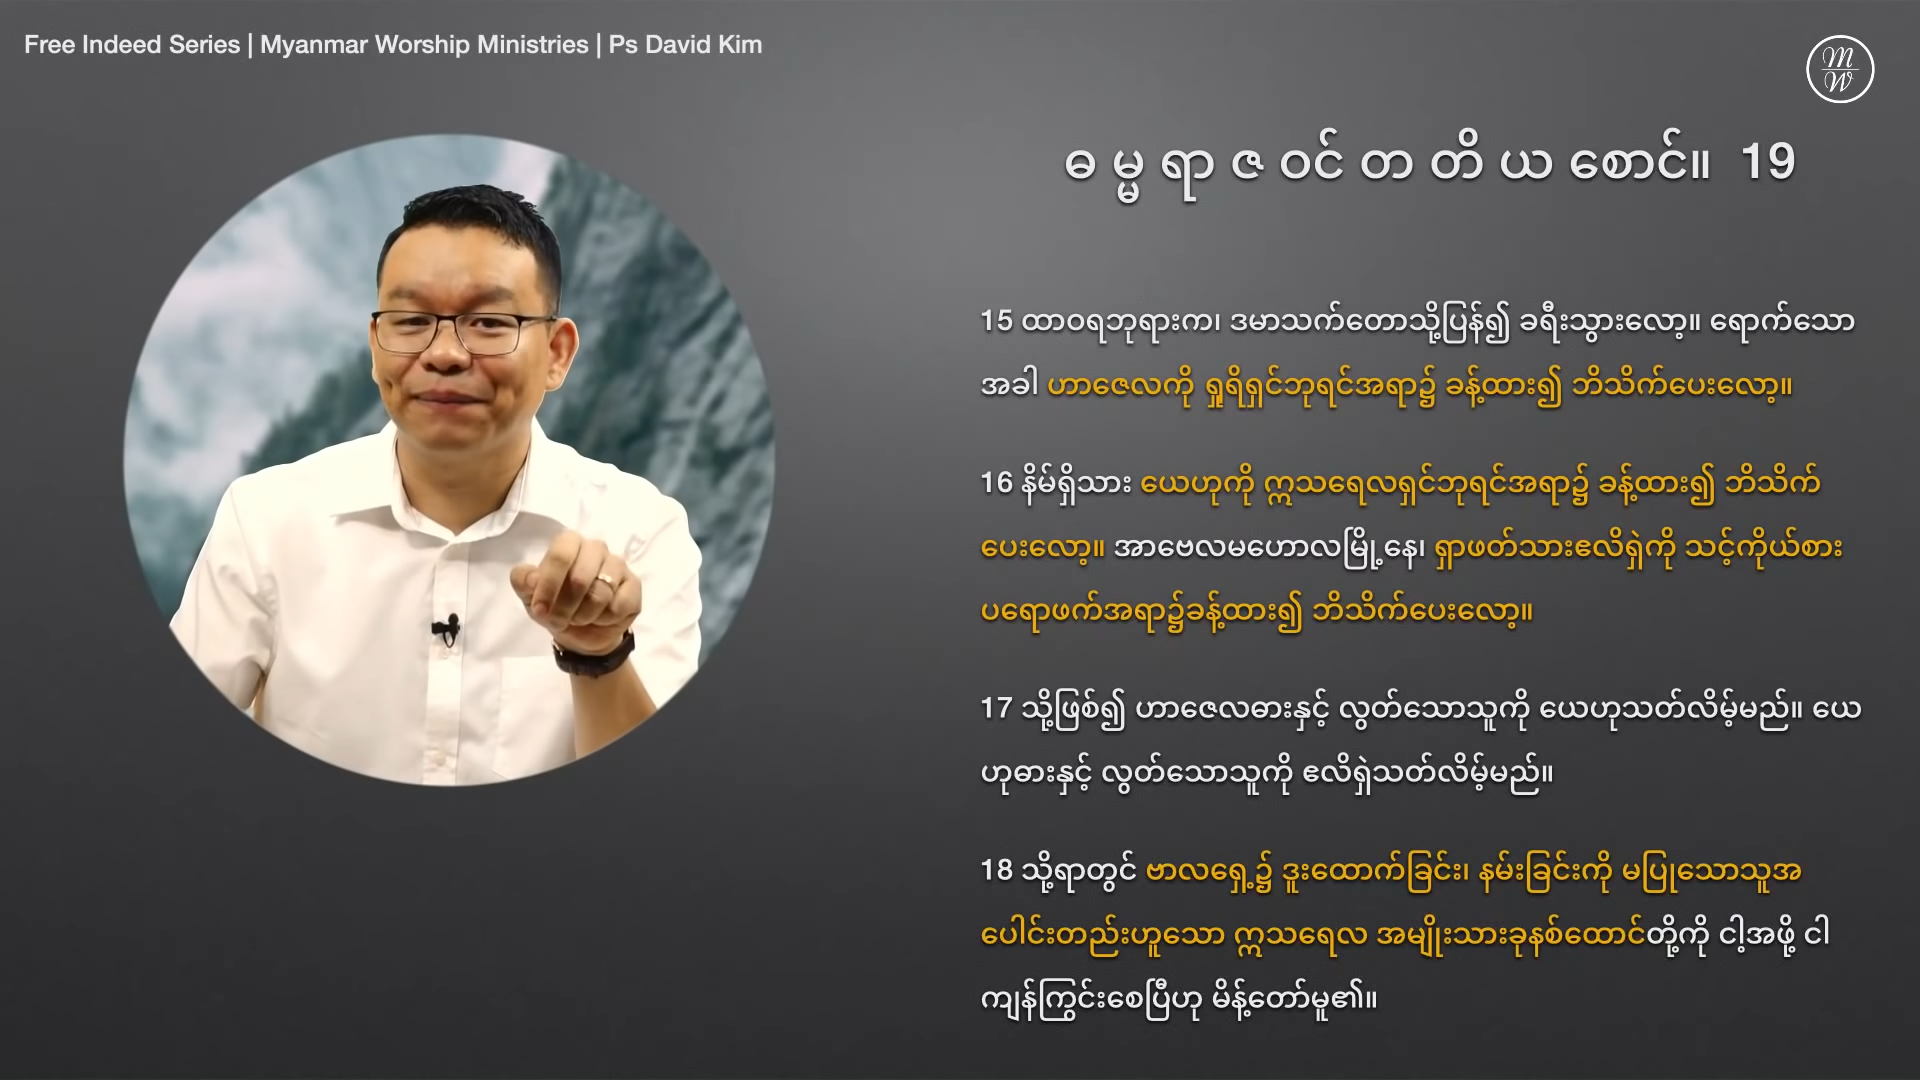 Free Indeed Series | Myanmar Worship Ministries | Ps David Kim
M
W
ဓ မ္မ ရာ ဇ ဝင် တ တိ ယ စောင်။ 19
15 ထာဝရဘုရားက၊ ဒမာသက်တောသို့ပြန်၍ ခရီးသွားလော့။ ရောက်သော
အခါ ဟာဇေလကို ရှုရိရှင်ဘုရင်အရာ၌ ခန့်ထား၍ ဘိသိက်ပေးလော့။
16 နိမ်ရှိသား ယေဟုကို ဣသရေလရှင်ဘုရင်အရာ၌ ခန့်ထား၍ ဘိသိက်
ပေးလော့။ အာဗေလမဟောလမြို့နေ၊ ရှာဖတ်သားဧလိရှဲကို သင့်ကိုယ်စား
ပရောဖက်အရာ၌ခန့်ထား၍ ဘိသိက်ပေးလော့။
17 သို့ဖြစ်၍ ဟာဇေလဓားနှင့် လွတ်သောသူကို ယေဟုသတ်လိမ့်မည်။ ယေ
ဟုဓားနှင့် လွတ်သောသူကို ဧလိရှဲသတ်လိမ့်မည်။
18 သို့ရာတွင် ဗာလရှေ့၌ ဒူးထောက်ခြင်း၊ နမ်းခြင်းကို မပြုသောသူအ
ပေါင်းတည်းဟူသော ဣသရေလ အမျိုးသားခုနစ်ထောင်တို့ကို ငါ့အဖို့ ငါ
ကျန်ကြွင်းစေပြီဟု မိန့်တော်မူ၏။